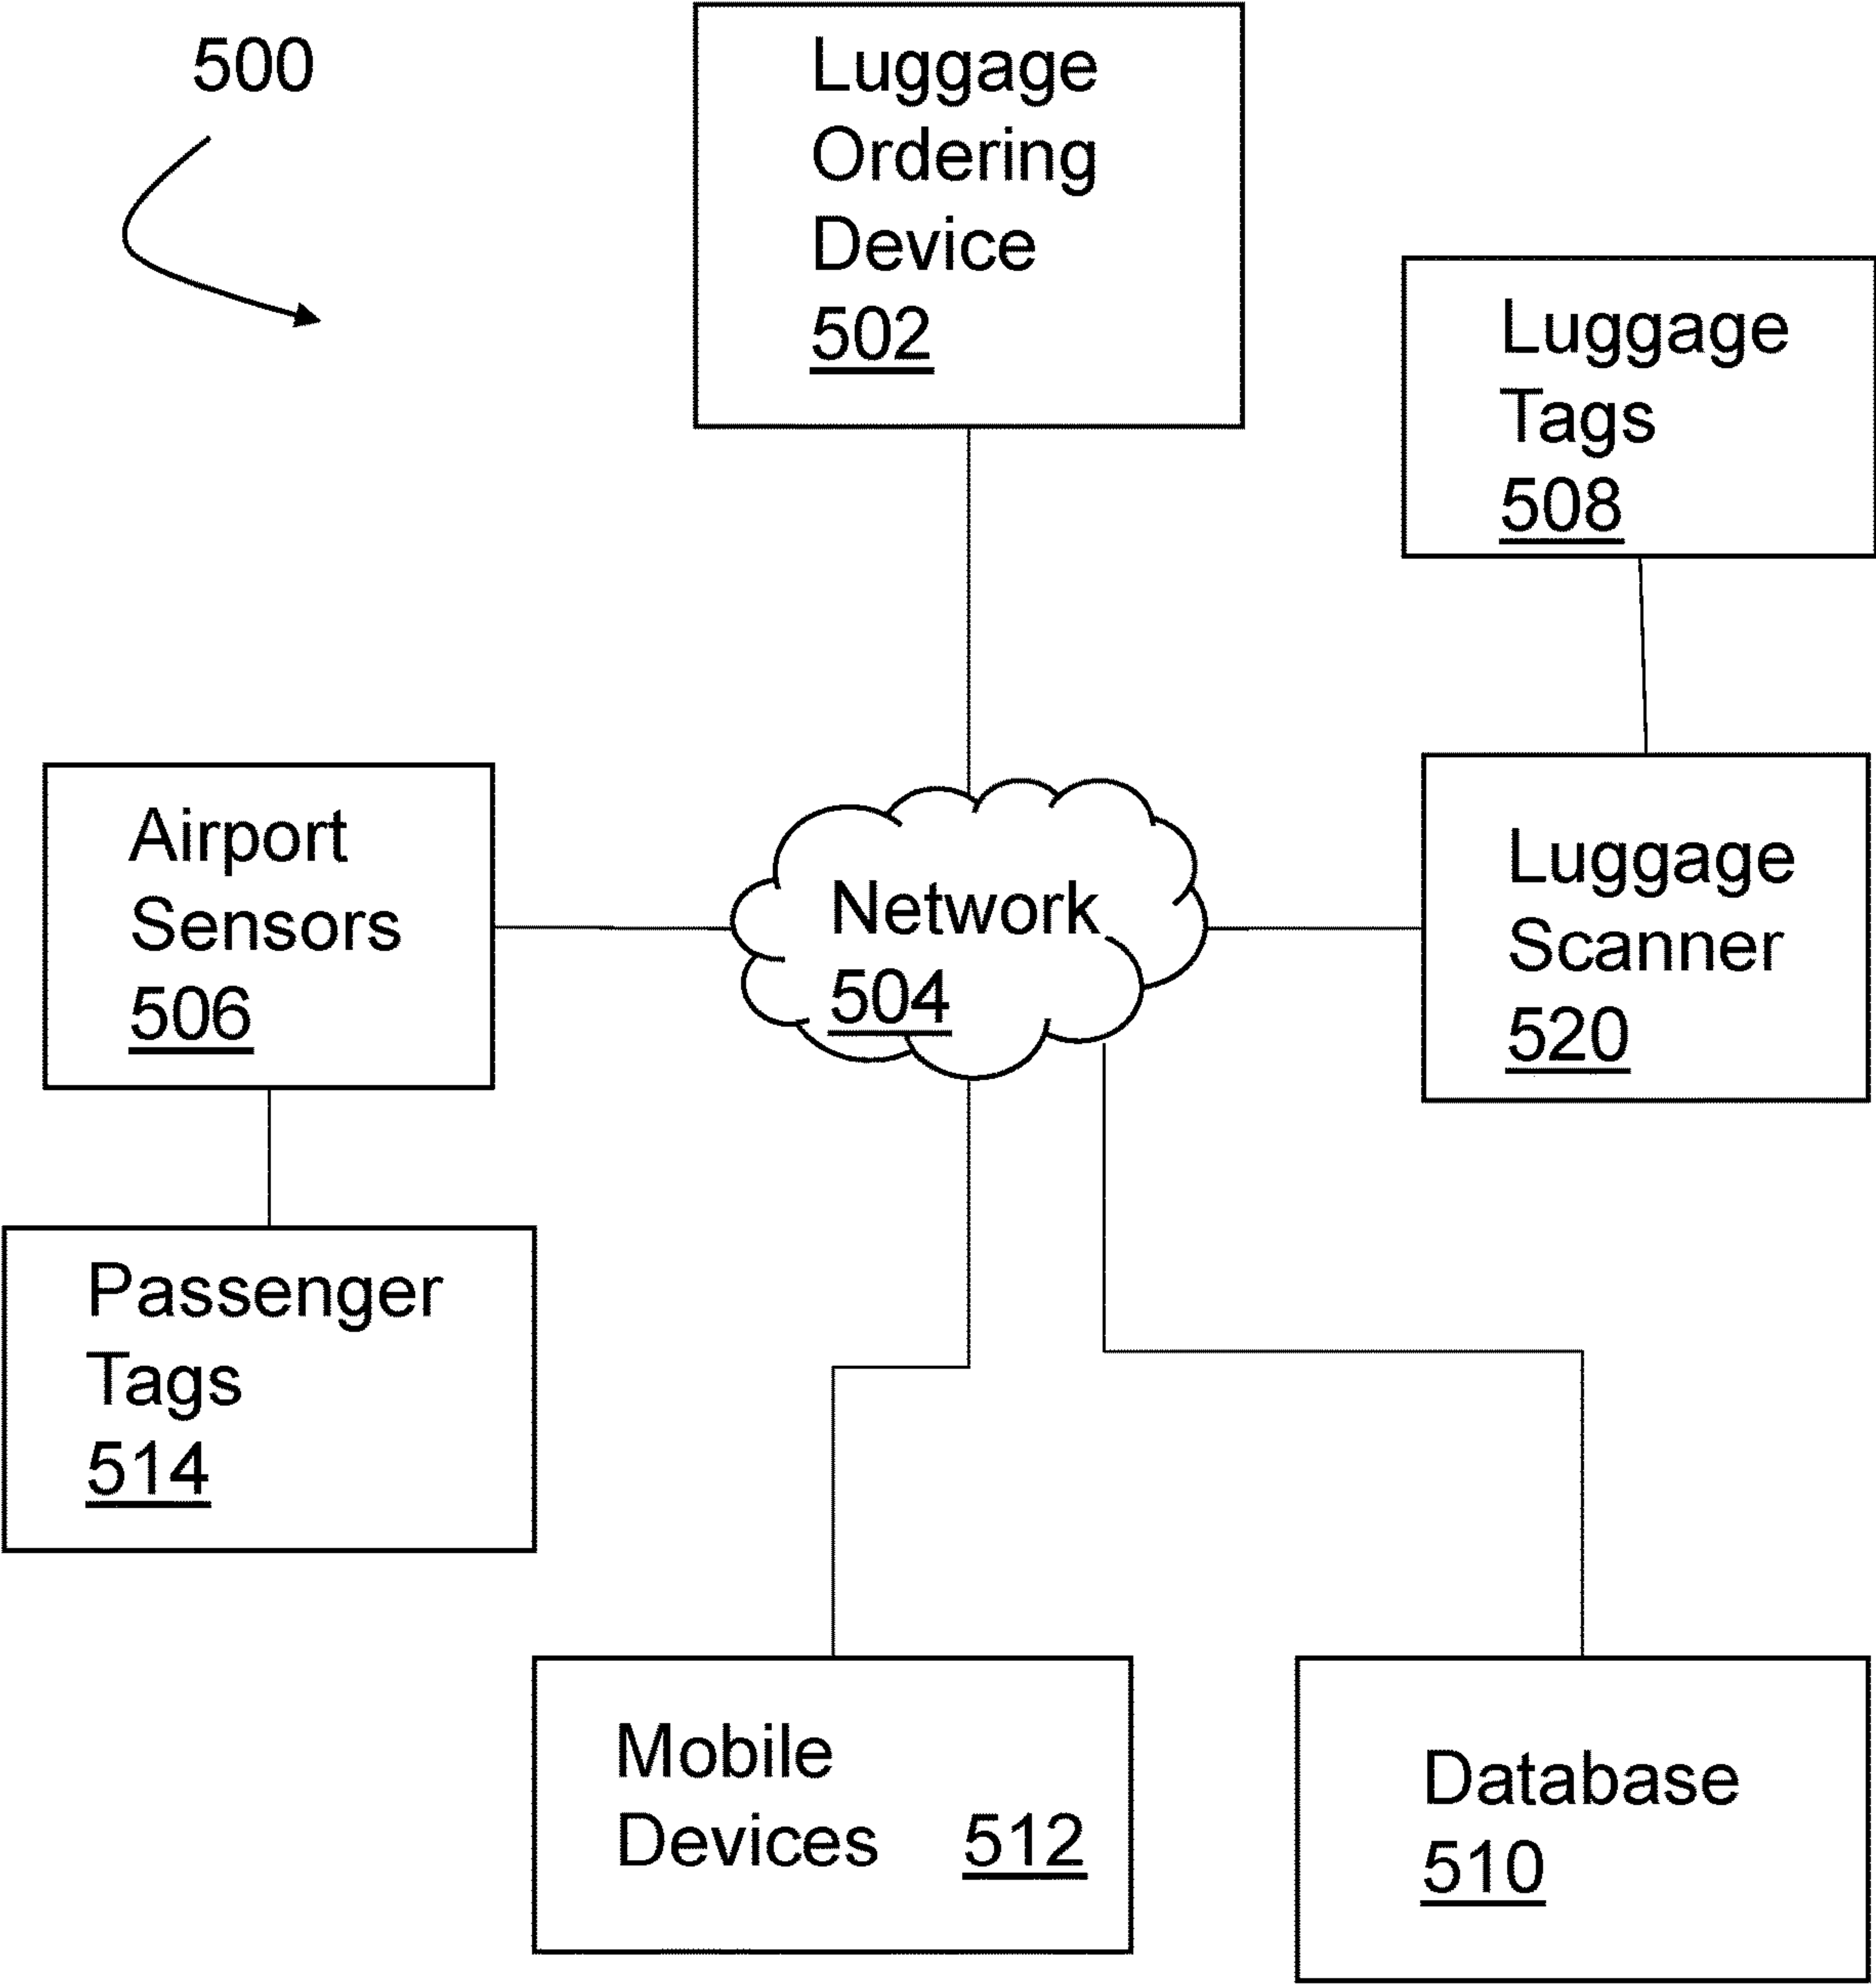 500
Luggage
Ordering
Device
502
Luggage
Tags
508
Airport
Sensors
506
Network
504
Luggage
Scanner
520
Passenger
Tags
514
Mobile
Devices 512
Database
510